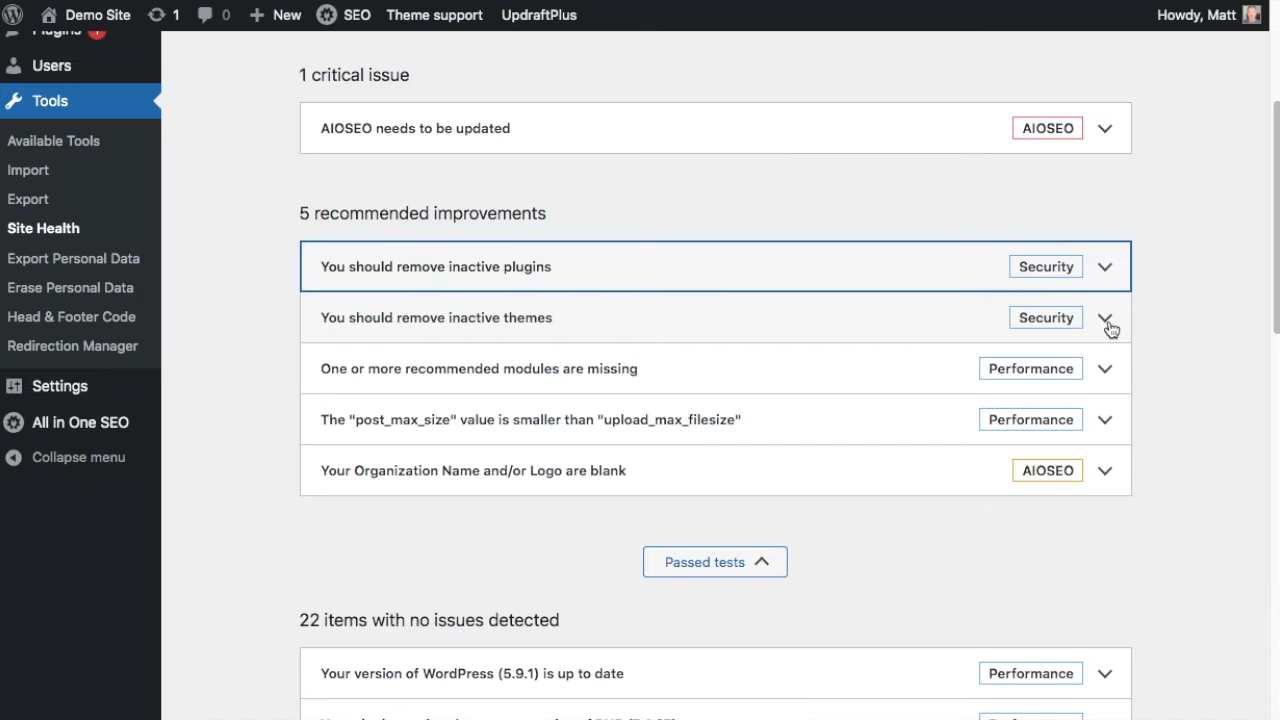 Demo Site 1 0 New SEO Theme support UpdraftPlus Howdy, Matt
Plugins 1
Users
Tools
Available Tools
Import
Export
Site Health
Export Personal Data
Erase Personal Data
Head & Footer Code
Redirection Manager
Settings
All in One SEO
Collapse menu
1 critical issue
AIOSEO needs to be updated AIOSEO
5 recommended improvements
You should remove inactive plugins Security
You should remove inactive themes Security
One or more recommended modules are missing Performance
The "post_max_size" value is smaller than "upload_max_filesize" Performance
Your Organization Name and/or Logo are blank AIOSEO
Passed tests
22 items with no issues detected
Your version of WordPress (5.9.1) is up to date Performance